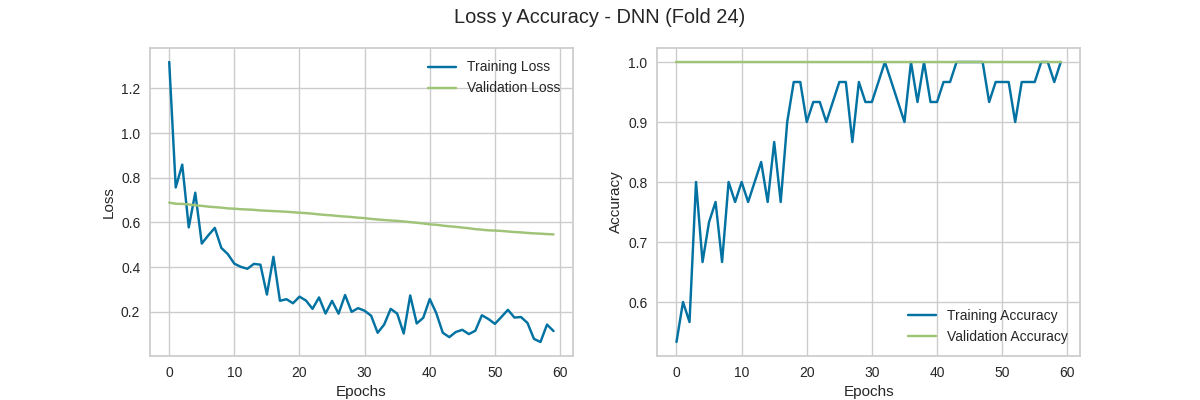 Loss y Accuracy - DNN (Fold 24)
Training Loss
Validation Loss
1.2
1.0
0.8
0.6
0.4
0.2
Loss
0 10 20 30 40 50 60
Epochs
1.0
0.9
0.8
0.7
0.6
Accuracy
Training Accuracy
Validation Accuracy
0 10 20 30 40 50 60
Epochs